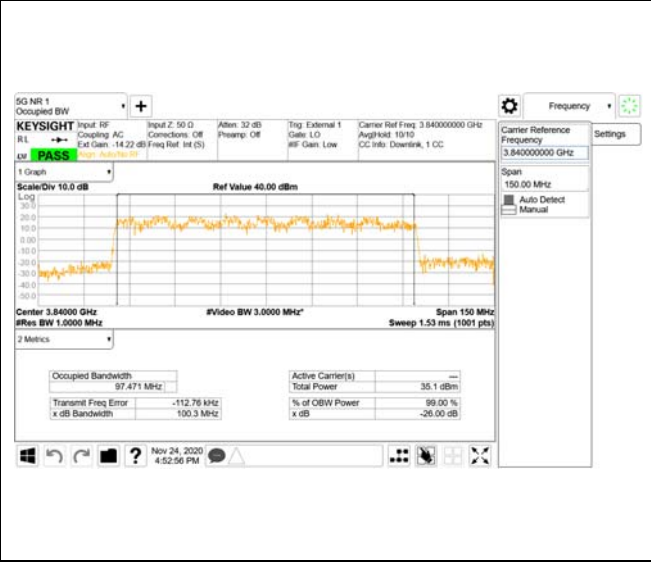 5G NR 1
Occupied BW
Frequency
KEYSIGHT
Input: RF
Input Z: 50 Ω
Atten: 32 dB
Trig: External 1
Carrier Ref Freq: 3.840000000 GHz
R L
Coupling: AC
Corrections: Off
Preamp: Off
Gate: LO
Avg|Hold: 10/10
Ext Gain: -14.22 dB
Freq Ref: Int (S)
#IF Gain: Low
CC Info: Downlink, 1 CC
PASS
Align: Auto/No RF
Carrier Reference
Frequency
3.840000000 GHz
Settings
Span
150.00 MHz
Auto Detect
Manual
1 Graph
Scale/Div 10.0 dB
Ref Value 40.00 dBm
Log
30.0
20.0
10.0
0.00
-10.0
-20.0
-30.0
-40.0
-50.0
Center 3.84000 GHz
#Video BW 3.0000 MHz*
Span 150 MHz
#Res BW 1.0000 MHz
Sweep 1.53 ms (1001 pts)
2 Metrics
Occupied Bandwidth
97.471 MHz
Transmit Freq Error -112.76 kHz
x dB Bandwidth 100.3 MHz
Active Carrier(s) ---
Total Power 35.1 dBm
% of OBW Power 99.00 %
x dB -26.00 dB
?
Nov 24, 2020
4:52:56 PM